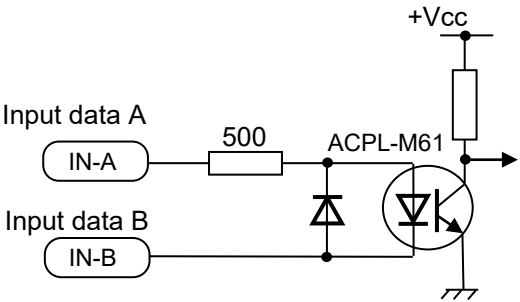 +Vcc
Input data A
500
ACPL-M61
IN-A
Input data B
IN-B